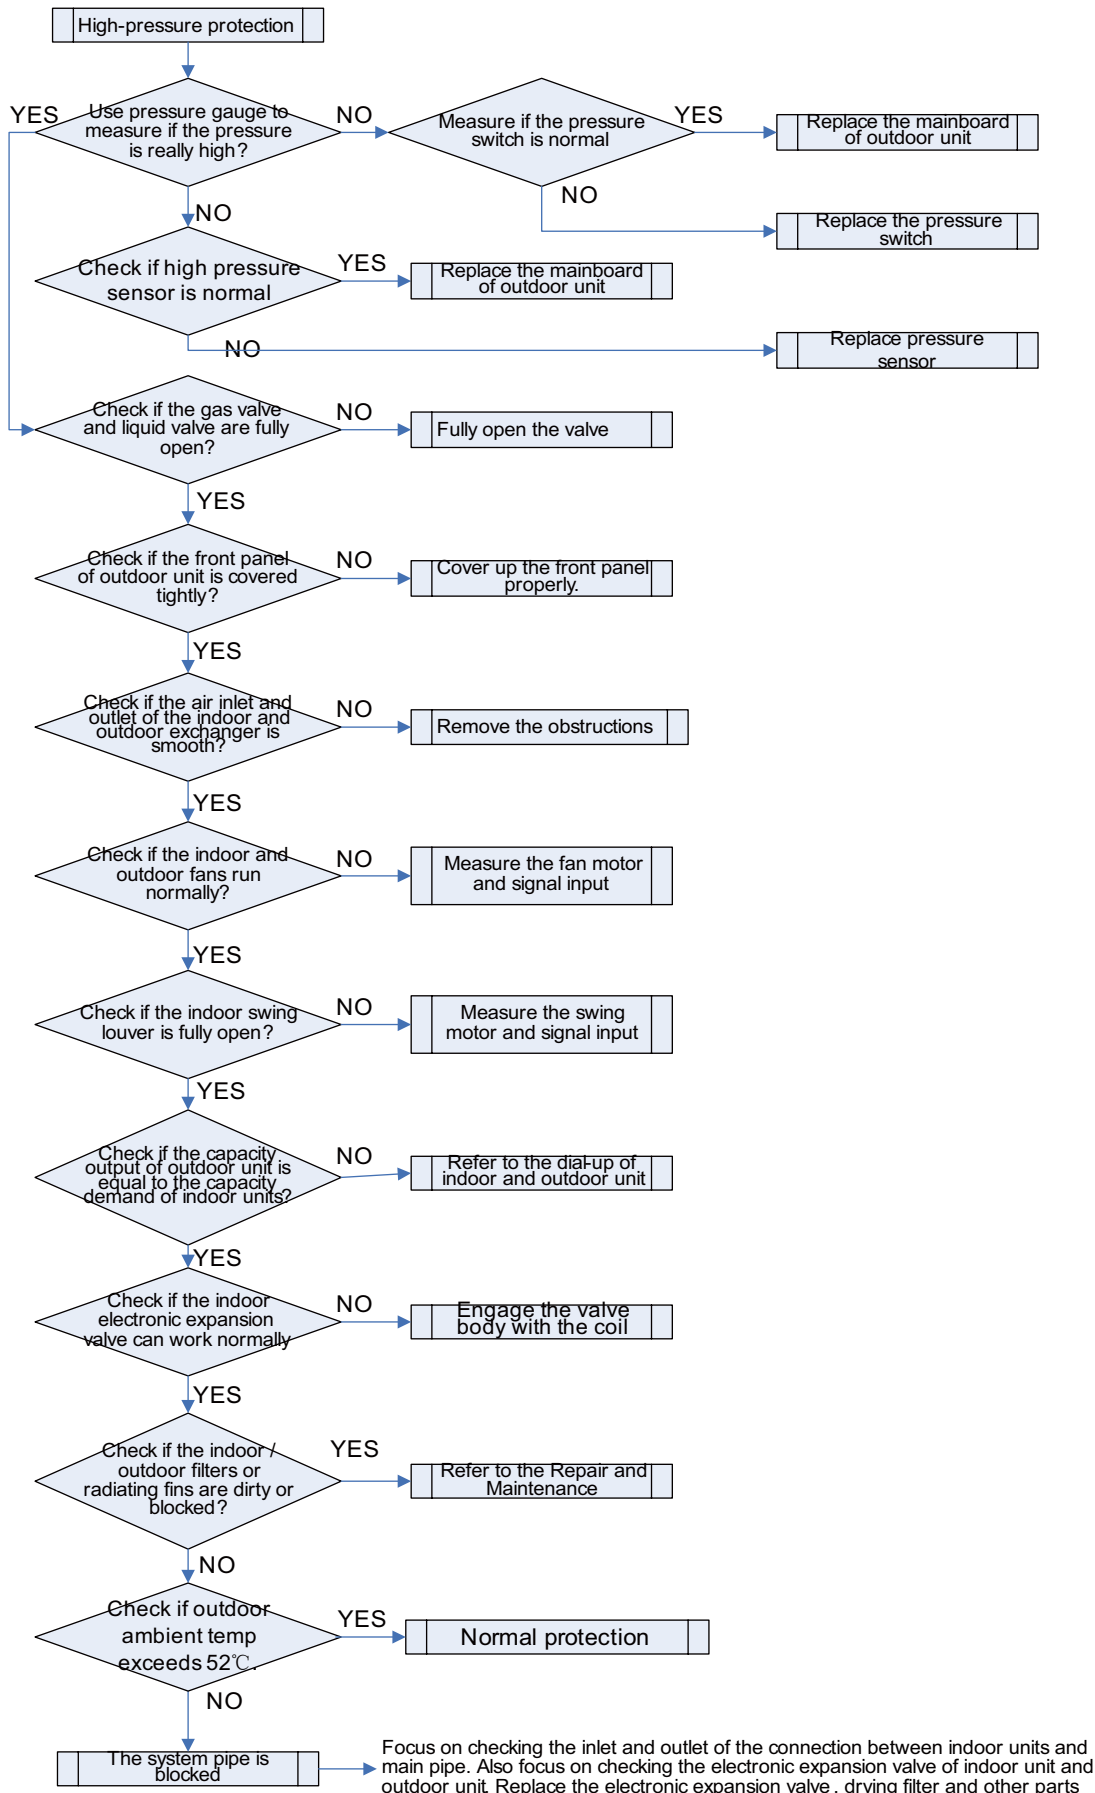 High-pressure protection
YES
Use pressure gauge to
measure if the pressure
is really high?
NO
Measure if the pressure
switch is normal
YES
Replace the mainboard
of outdoor unit
NO
NO
Replace the pressure
switch
Check if high pressure
sensor is normal
YES
Replace the mainboard
of outdoor unit
NO
Replace pressure
sensor
Check if the gas valve
and liquid valve are fully
open?
NO
Fully open the valve
YES
Check if the front panel
of outdoor unit is covered
tightly?
NO
Cover up the front panel
properly.
YES
Check if the air inlet and
outlet of the indoor and
outdoor exchanger is
smooth?
NO
Remove the obstructions
YES
Check if the indoor and
outdoor fans run
normally?
NO
Measure the fan motor
and signal input
YES
Check if the indoor swing
louver is fully open?
NO
Measure the swing
motor and signal input
YES
Check if the capacity
output of outdoor unit is
equal to the capacity
demand of indoor units?
NO
Refer to the dial-up of
indoor and outdoor unit
YES
Check if the indoor
electronic expansion
valve can work normally
NO
Engage the valve
body with the coil
YES
Check if the indoor /
outdoor filters or
radiating fins are dirty or
blocked?
YES
Refer to the Repair and
Maintenance
NO
Check if outdoor
ambient temp
exceeds 52℃.
YES
Normal protection
NO
The system pipe is
blocked
Focus on checking the inlet and outlet of the connection between indoor units and
main pipe. Also focus on checking the electronic expansion valve of indoor unit and
outdoor unit. Replace the electronic expansion valve, drying filter and other parts